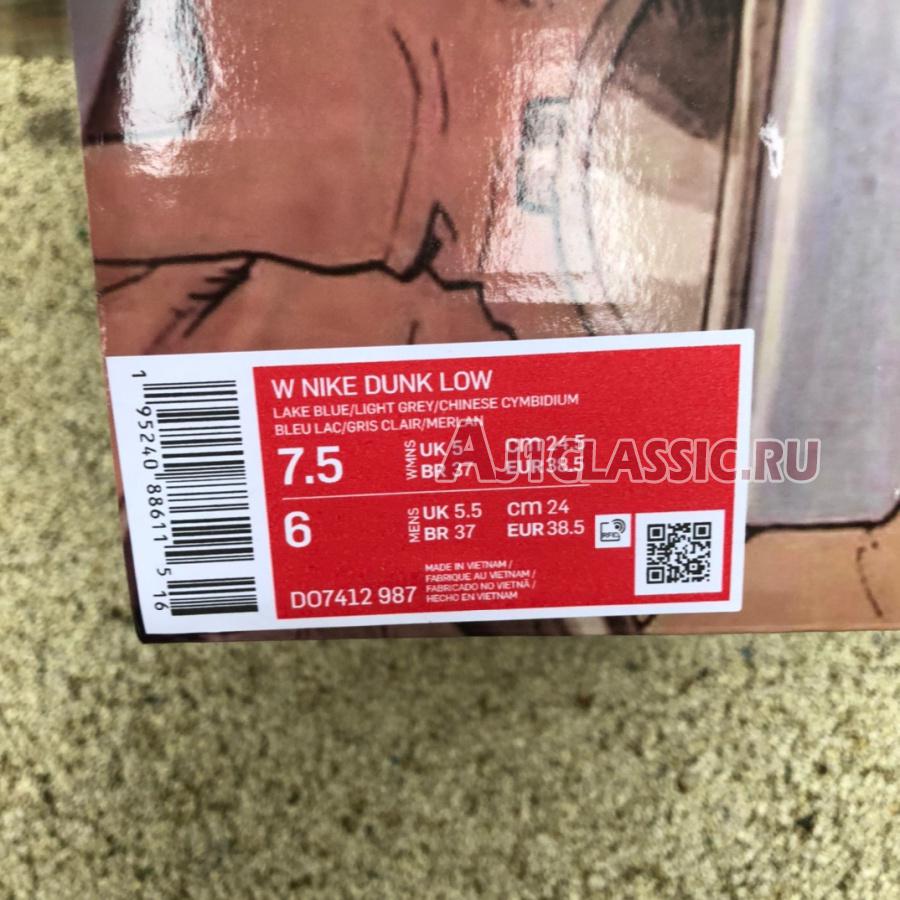 W NIKE DUNK LOW
LAKE BLUE/LIGHT GREY/CHINESE CYMBIDIUM
BLEU LAC/GRIS CLAIR/MERLAN
7.5 WMNS UK 5 CM 24.5
BR 37 EUR 38.5
6 MENS UK 5.5 CM 24
BR 37 EUR 38.5
RFID
DO7412 987
MADE IN VIETNAM /
FABRIQUE AU VIETNAM /
FABRICADO NO VIETNÃ /
HECHO EN VIETNAM
1 95240 88611 5 16
AutClassic.ru